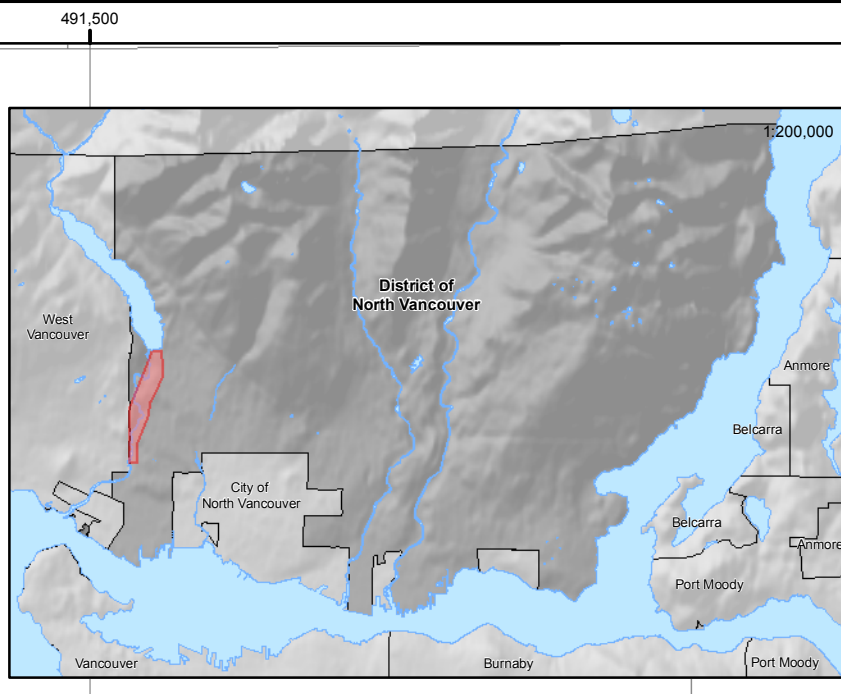 491,500
1:200,000
District of
North Vancouver
West
Vancouver
Anmore
Belcarra
City of
North Vancouver
Belcarra
Anmore
Port Moody
Vancouver
Burnaby
Port Moody